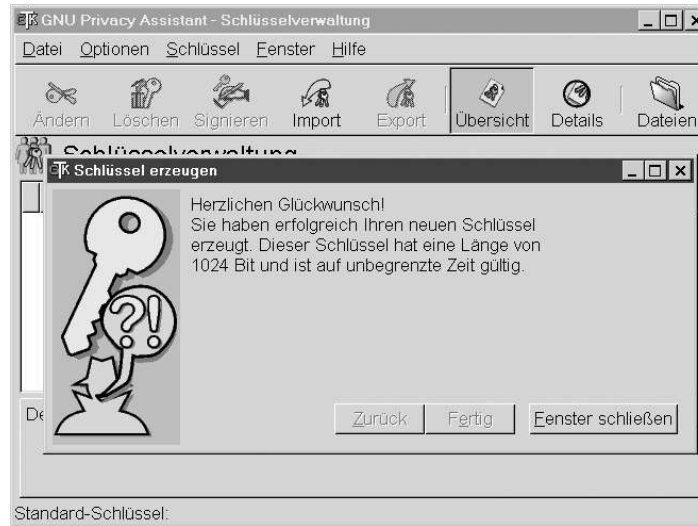 GNU Privacy Assistant - Schlüsselverwaltung
Datei Optionen Schlüssel Eenster Hilfe
Ändern Löschen Signieren Import Export Übersicht Details Dateien
Schlüsselverwaltung
Schlüssel erzeugen
Herzlichen Glückwunsch!
Sie haben erfolgreich Ihren neuen Schlüssel
erzeugt. Dieser Schlüssel hat eine Länge von
1024 Bit und ist auf unbegrenzte Zeit gültig.
?!
Zurück Fertig Fenster schließen
Standard-Schlüssel: